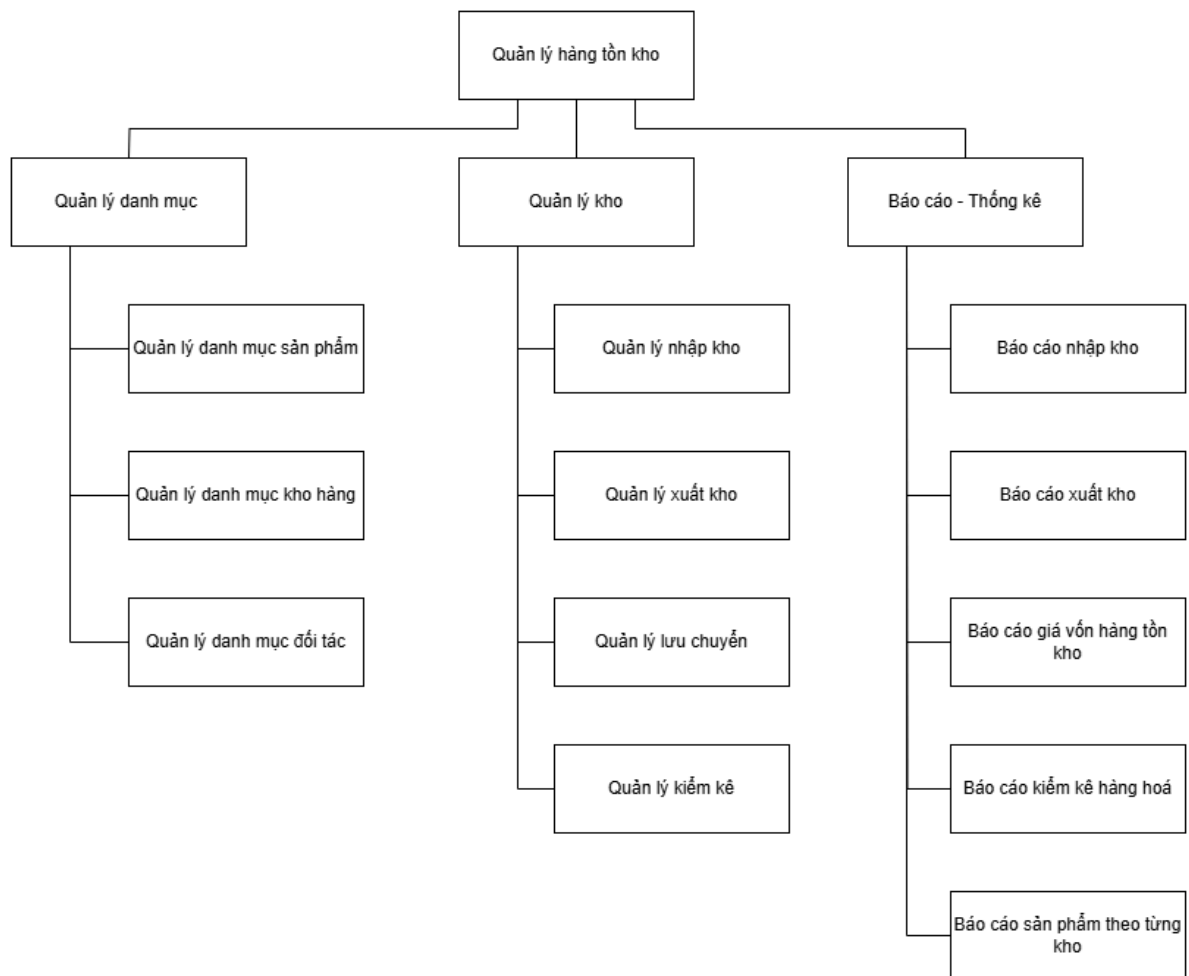 Quản lý hàng tồn kho
Quản lý danh mục
Quản lý kho
Báo cáo - Thống kê
Quản lý danh mục sản phẩm
Quản lý nhập kho
Báo cáo nhập kho
Quản lý danh mục kho hàng
Quản lý xuất kho
Báo cáo xuất kho
Quản lý danh mục đối tác
Quản lý lưu chuyển
Báo cáo giá vốn hàng tồn
kho
Quản lý kiểm kê
Báo cáo kiểm kê hàng hoá
Báo cáo sản phẩm theo từng
kho